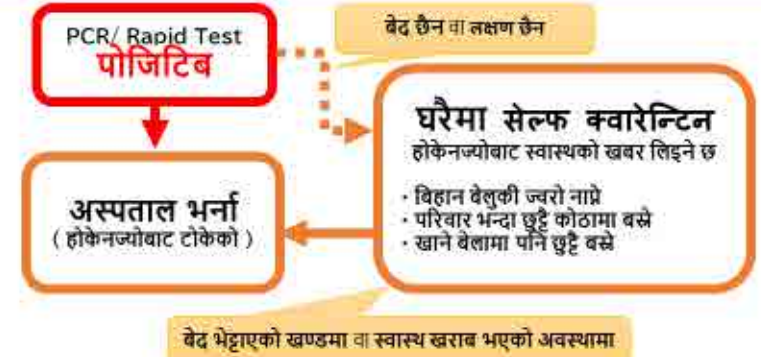 PCR/ Rapid Test
पोजिटिब
बेद छैन वा लक्षण छैन
घरैमा सेल्फ क्वारेन्टिन
होकेनज्योबाट स्वास्थको खबर लिइने छ
· बिहान बेलुकी ज्वरो नाप्ने
· परिवार भन्दा छुट्टै कोठामा बस्ने
· खाने बेलामा पनि छुट्टै बस्ने
अस्पताल भर्ना
( होकेनज्योबाट टोकेको )
बेद भेट्टाएको खण्डमा वा स्वास्थ खराब भएको अवस्थामा